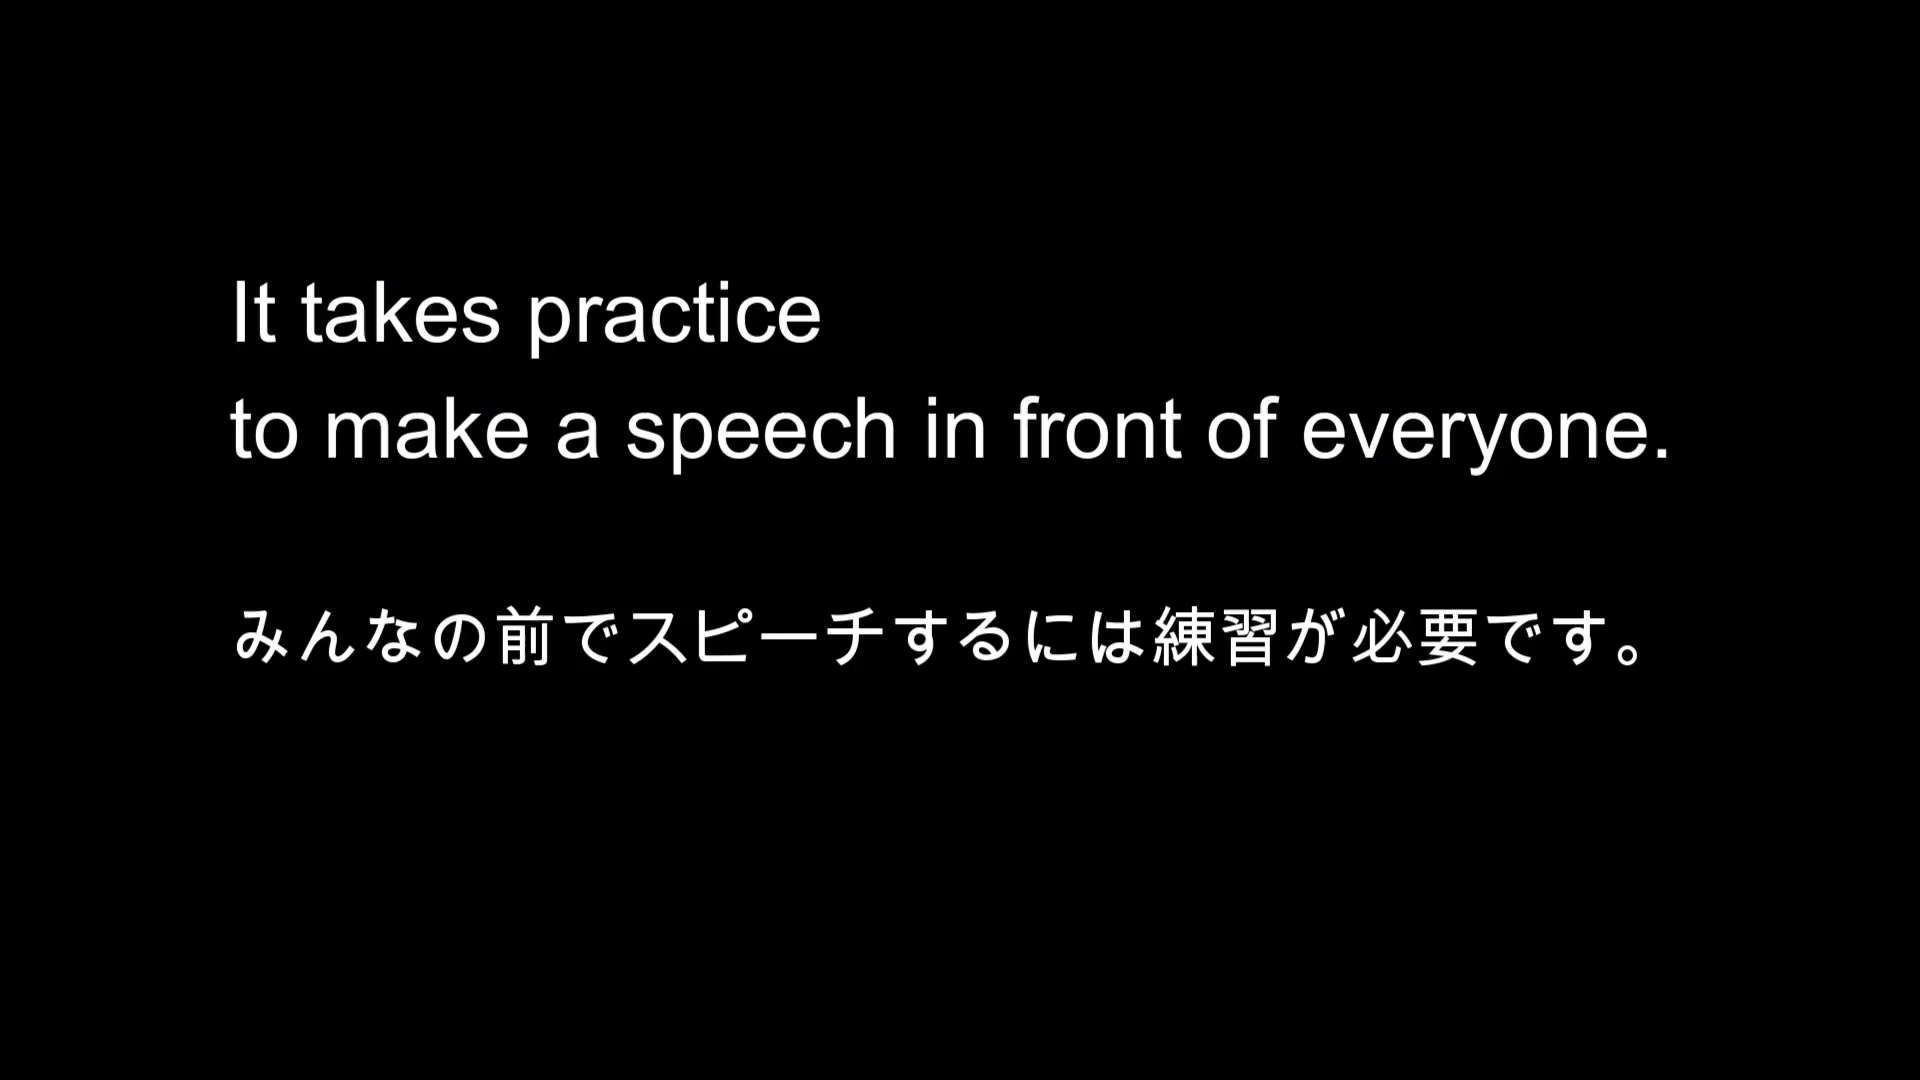 It takes practice
to make a speech in front of everyone.
みんなの前でスピーチするには練習が必要です。